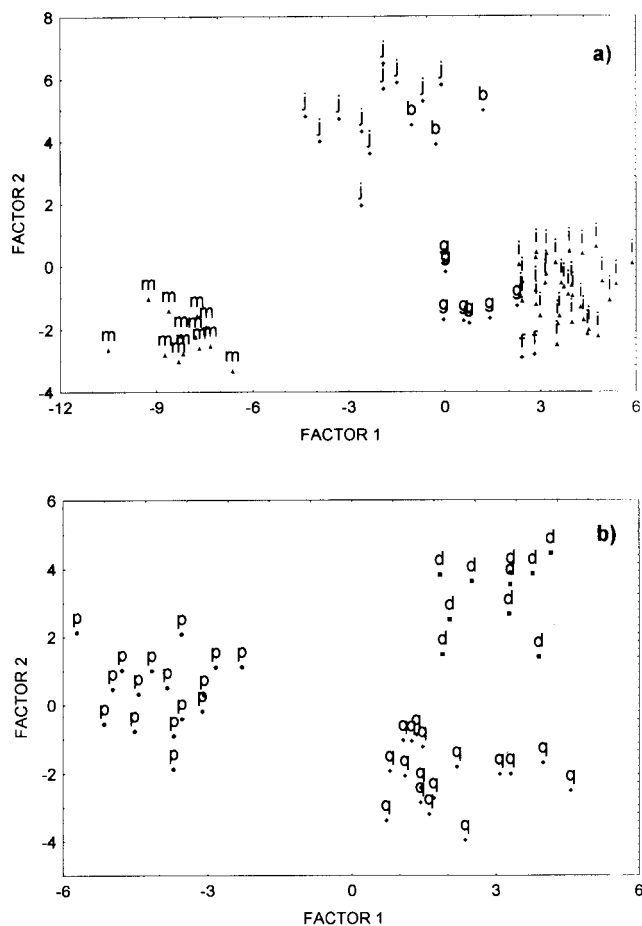 a)
8
6
4
2
0
-2
-4
FACTOR 2
j
j j j
j j j b
j j j b b
j
j
g
g
g g g g g
i i i i i i i i
f f
m m
m m m m m m m m m
m
-12 -9 -6 -3 0 3 6
FACTOR 1
b)
6
4
2
0
-2
-4
FACTOR 2
d
d d d d
d
d d
d d
p p
p p p p p
p p p p p
p p p p
p
q q q q
q q q q q q
q q q q q
q
q
-6 -3 0 3 6
FACTOR 1